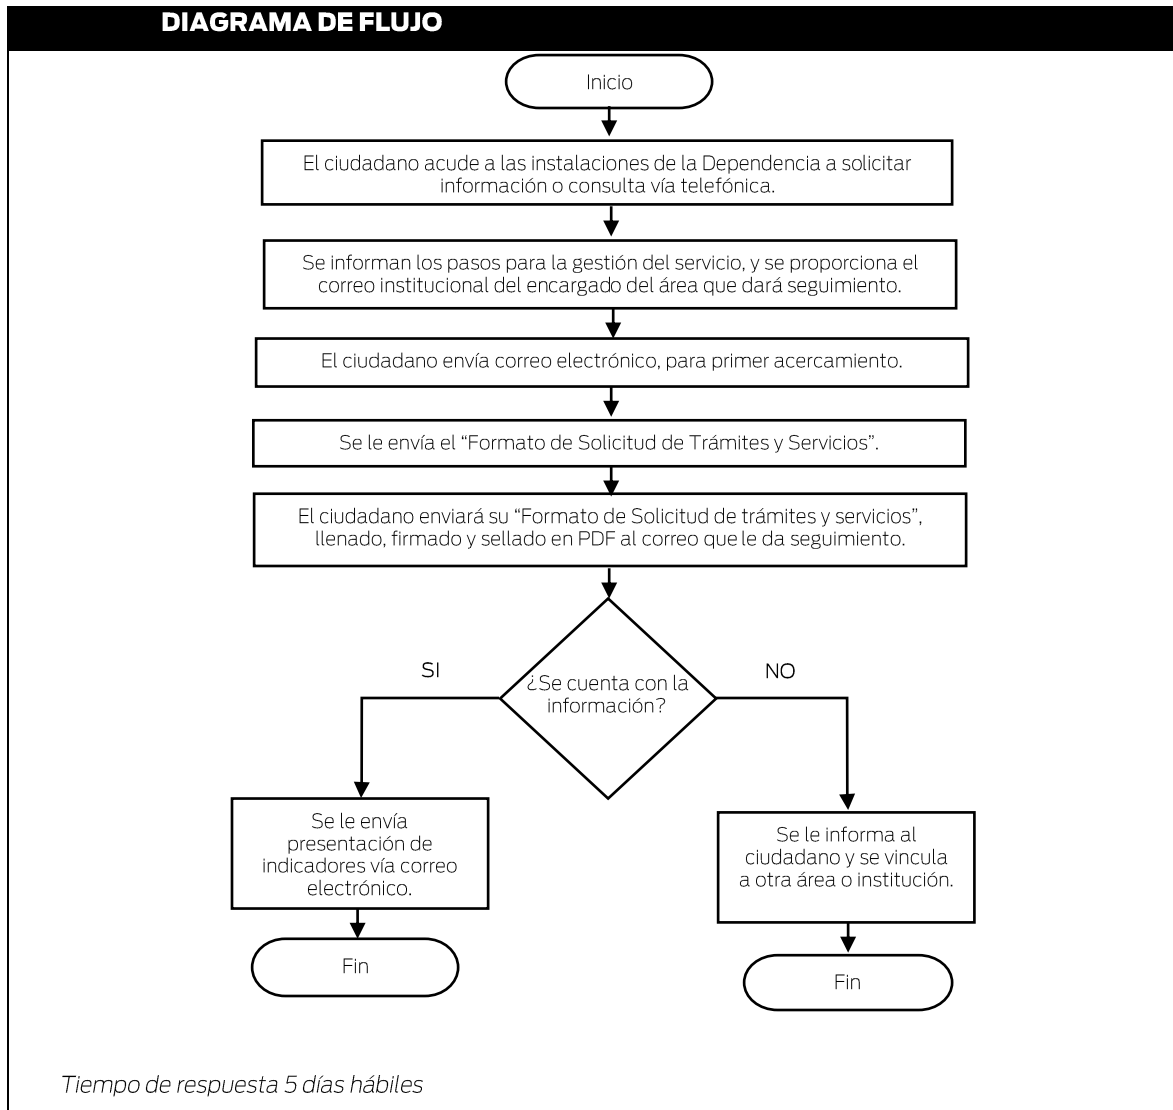 DIAGRAMA DE FLUJO
Inicio
El ciudadano acude a las instalaciones de la Dependencia a solicitar
información o consulta vía telefónica.
Se informan los pasos para la gestión del servicio, y se proporciona el
correo institucional del encargado del área que dará seguimiento.
El ciudadano envía correo electrónico, para primer acercamiento.
Se le envía el “Formato de Solicitud de Trámites y Servicios”.
El ciudadano enviará su “Formato de Solicitud de trámites y servicios”,
llenado, firmado y sellado en PDF al correo que le da seguimiento.
¿Se cuenta con la
información?
SI
NO
Se le envía
presentación de
indicadores vía correo
electrónico.
Fin
Se le informa al
ciudadano y se vincula
a otra área o institución.
Fin
Tiempo de respuesta 5 días hábiles